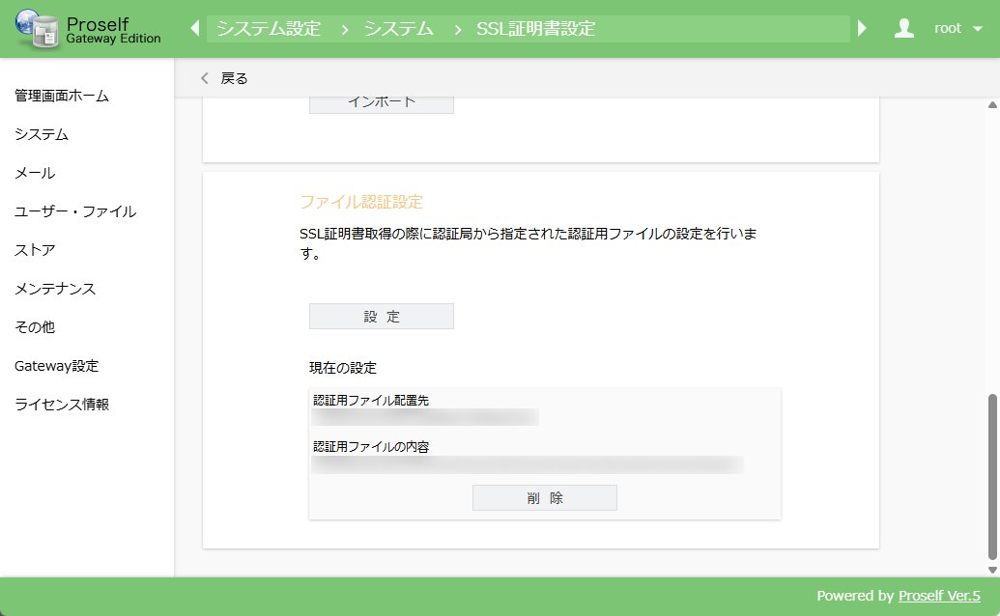 Proself
Gateway Edition
システム設定 > システム > SSL証明書設定
root
戻る
管理画面ホーム
システム
メール
ユーザー・ファイル
ストア
メンテナンス
その他
Gateway設定
ライセンス情報
インポート
ファイル認証設定
SSL証明書取得の際に認証局から指定された認証用ファイルの設定を行いま
す。
設 定
現在の設定
認証用ファイル配置先
認証用ファイルの内容
削 除
Powered by Proself Ver.5